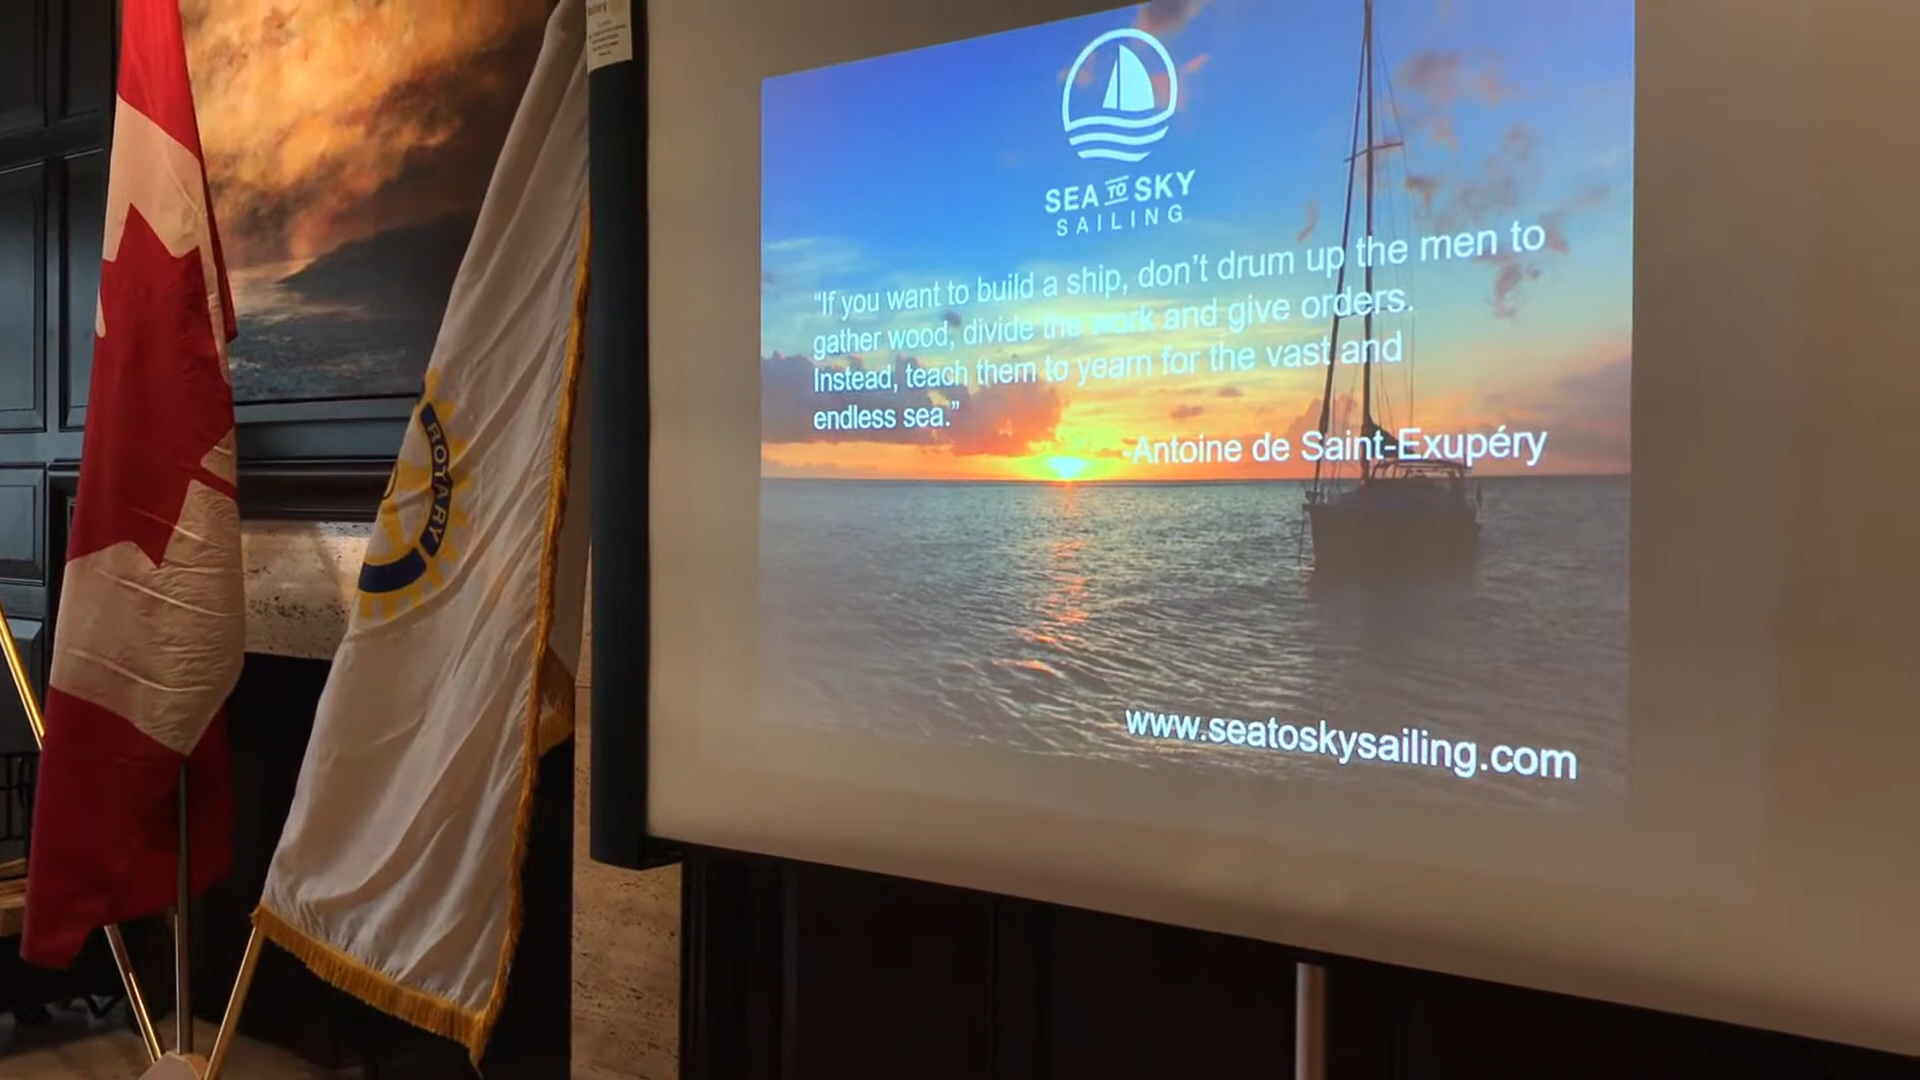 SEA TO SKY
SAILING
“If you want to build a ship, don’t drum up the men to
gather wood, divide the work and give orders.
Instead, teach them to yearn for the vast and
endless sea.”
-Antoine de Saint-Exupéry
www.seatoskysailing.com
ROTARY